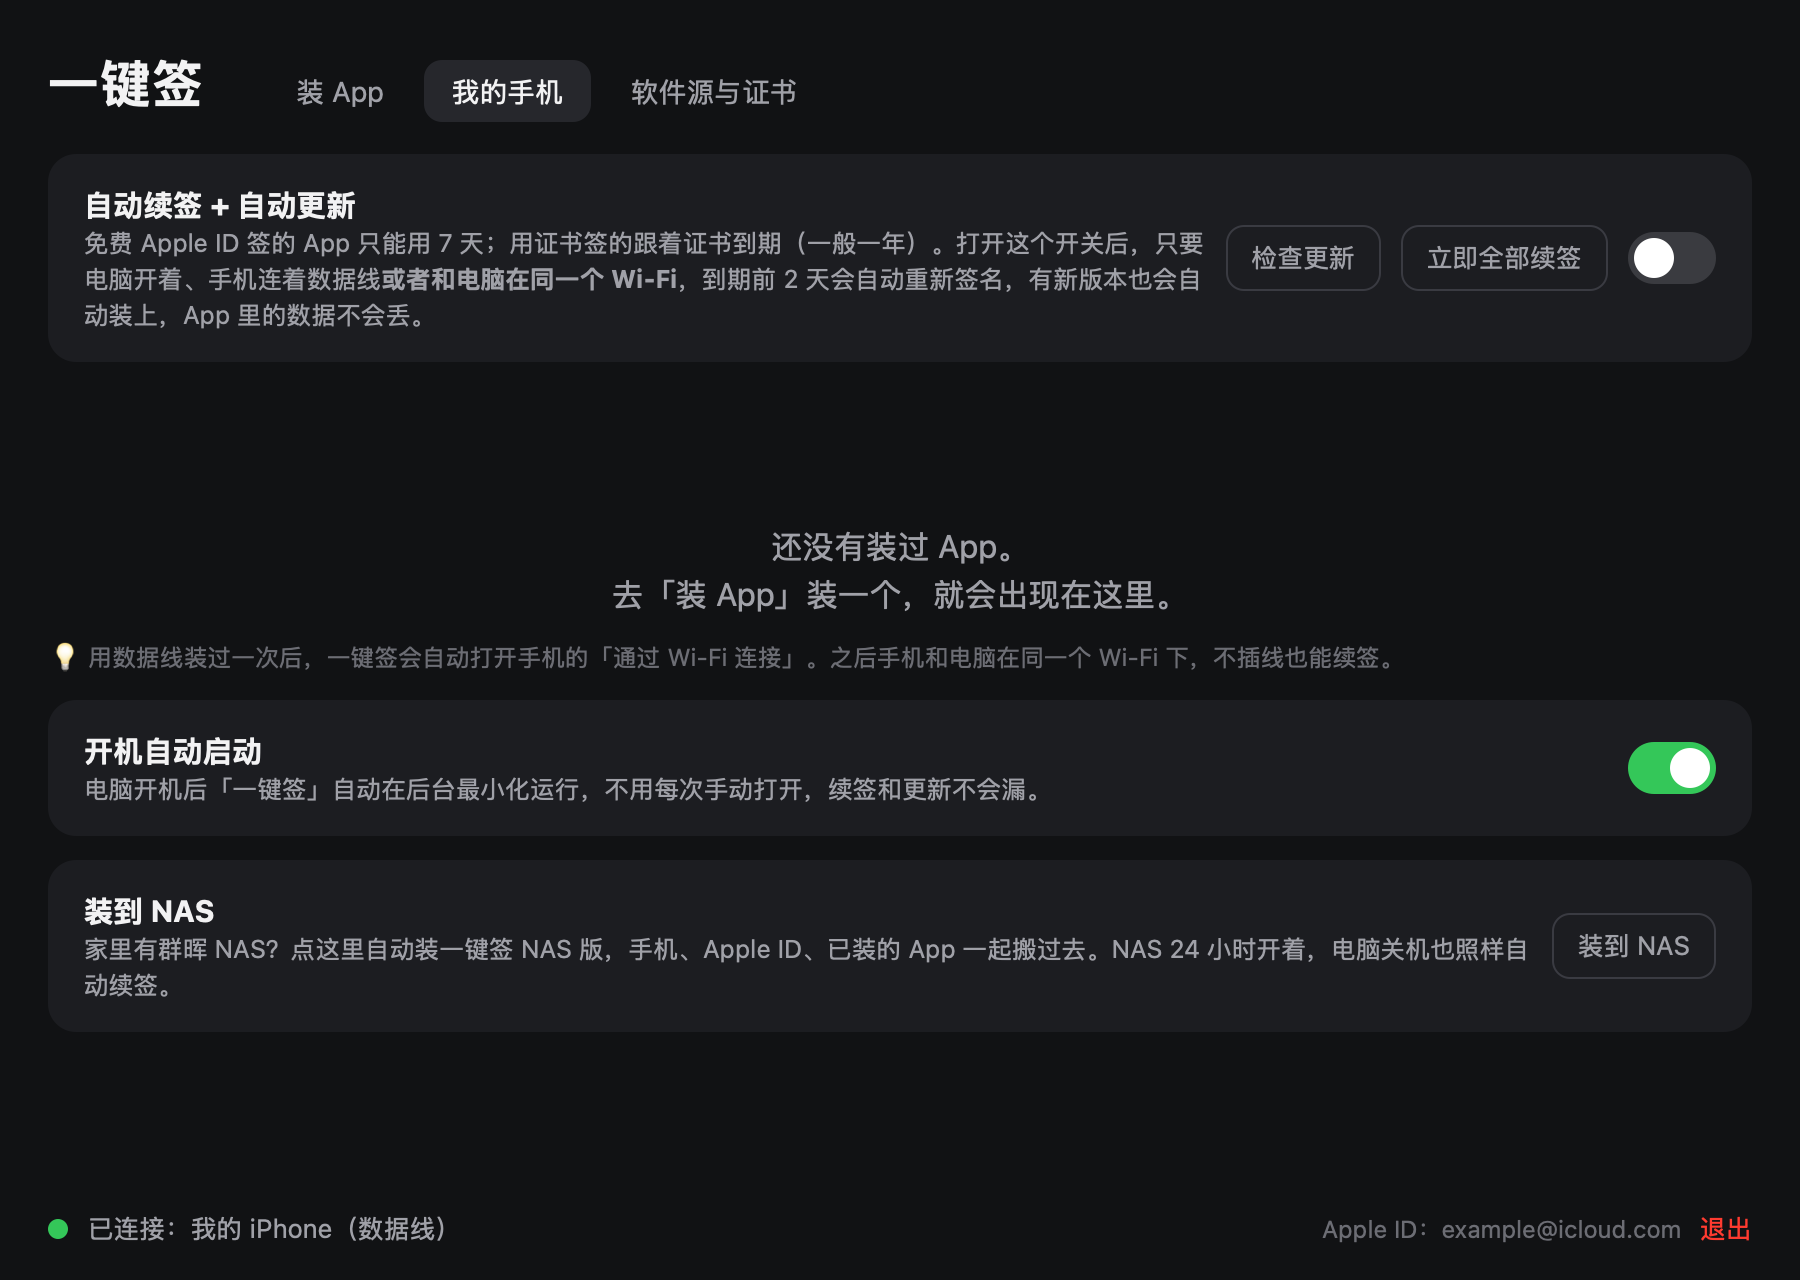 一键签
装 App
我的手机
软件源与证书
自动续签 + 自动更新
免费 Apple ID 签的 App 只能用 7 天；用证书签的跟着证书到期（一般一年）。打开这个开关后，只要
电脑开着、手机连着数据线或者和电脑在同一个 Wi-Fi，到期前 2 天会自动重新签名，有新版本也会自
动装上，App 里的数据不会丢。
检查更新
立即全部续签
还没有装过 App。
去「装 App」装一个，就会出现在这里。
用数据线装过一次后，一键签会自动打开手机的「通过 Wi-Fi 连接」。之后手机和电脑在同一个 Wi-Fi 下，不插线也能续签。
开机自动启动
电脑开机后「一键签」自动在后台最小化运行，不用每次手动打开，续签和更新不会漏。
装到 NAS
家里有群晖 NAS？点这里自动装一键签 NAS 版，手机、Apple ID、已装的 App 一起搬过去。NAS 24 小时开着，电脑关机也照样自
动续签。
装到 NAS
已连接：我的 iPhone（数据线）
Apple ID：example@icloud.com
退出